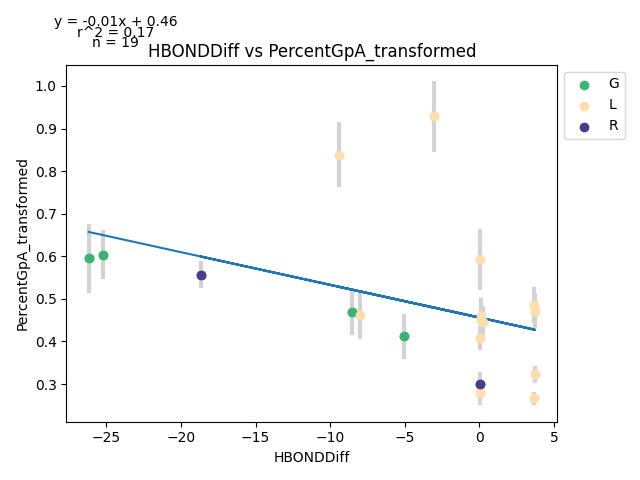 y = -0.01x + 0.46
r^2 = 0.17
n = 19
HBONDDiff vs PercentGpA_transformed
G
L
R
PercentGpA_transformed
1.0
0.9
0.8
0.7
0.6
0.5
0.4
0.3
−25
−20
−15
−10
−5
0
5
HBONDDiff